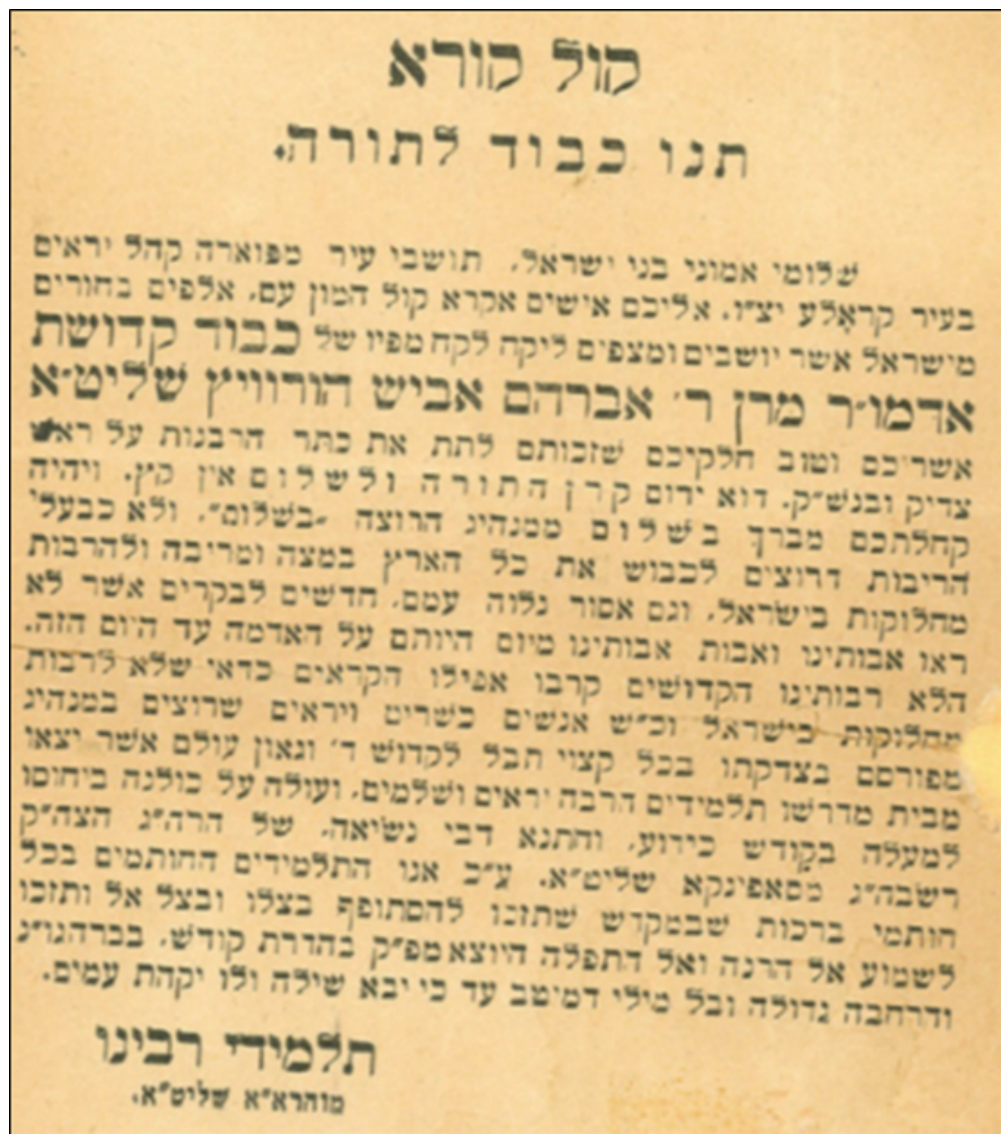 קול קורא
תנו כבוד לתורה.
שלומי אמוני בני ישראל, תושבי עיר מפוארה קהל יראים
בעיר קראָלע יצ״ו. אליכם אישים אקרא קול המון עם, אלפים בחורים
מישראל אשר יושבים ומצפים ליקה לקח מפיו של כבוד קדושת
אדמו״ר מרן ר׳ אברהם אביש הורוויץ שליט״א
אשריכם וטוב חלקיכם שזכותם לתת את כתר הרבנות על ראש
צדיק ובנש״ק. דוא ירום קרן התורה ולשלום אין קץ. ויהיה
קהלתכם מברך בשלום ממנהיג הרוצה ״בשלום״, ולא כבעלי
הריבות דרוצים לכבוש את כל הארץ במצה ומריבה ולהרבות
מחלוקות בישראל, וגם אסור נלוה עמם, חדשים לבקרים אשר לא
ראו אבותינו ואבות אבותינו מיום היותם על האדמה עד היום הזה.
הלא רבותינו הקדושים קרבו אפילו הקראים כדאי שלא לרבות
מחלוקות בישראל וכ״ש אנשים כשרים ויראים שרוצים במנהיג
מפורסם בצדקתו בכל קצוי תבל לקדוש ד׳ וגאון עולם אשר יצאו
מבית מדרשו תלמידים הרבה יראים ושלמים, ועולה על כולנה ביחוסו
למעלה בקודש כידוע, והתנא דבי נשיאה, של הרה״ג הצה״ק
רשבה״ג מסאפינקא שליט״א. ע״כ אנו התלמידים החותמים בכל
חותמי ברכות שבמקדש שתזכו להסתופף בצלו ובצל אל ותזכו
לשמוע אל הרנה ואל התפלה היוצא מפ״ק בהדרת קודש, בברהנו״ג
ודרחבה גדולה ובל מילי דמיטב עד כי יבא שילה ולו יקהת עמים.
תלמידי רבינו
מוהרא״א שליט״א.